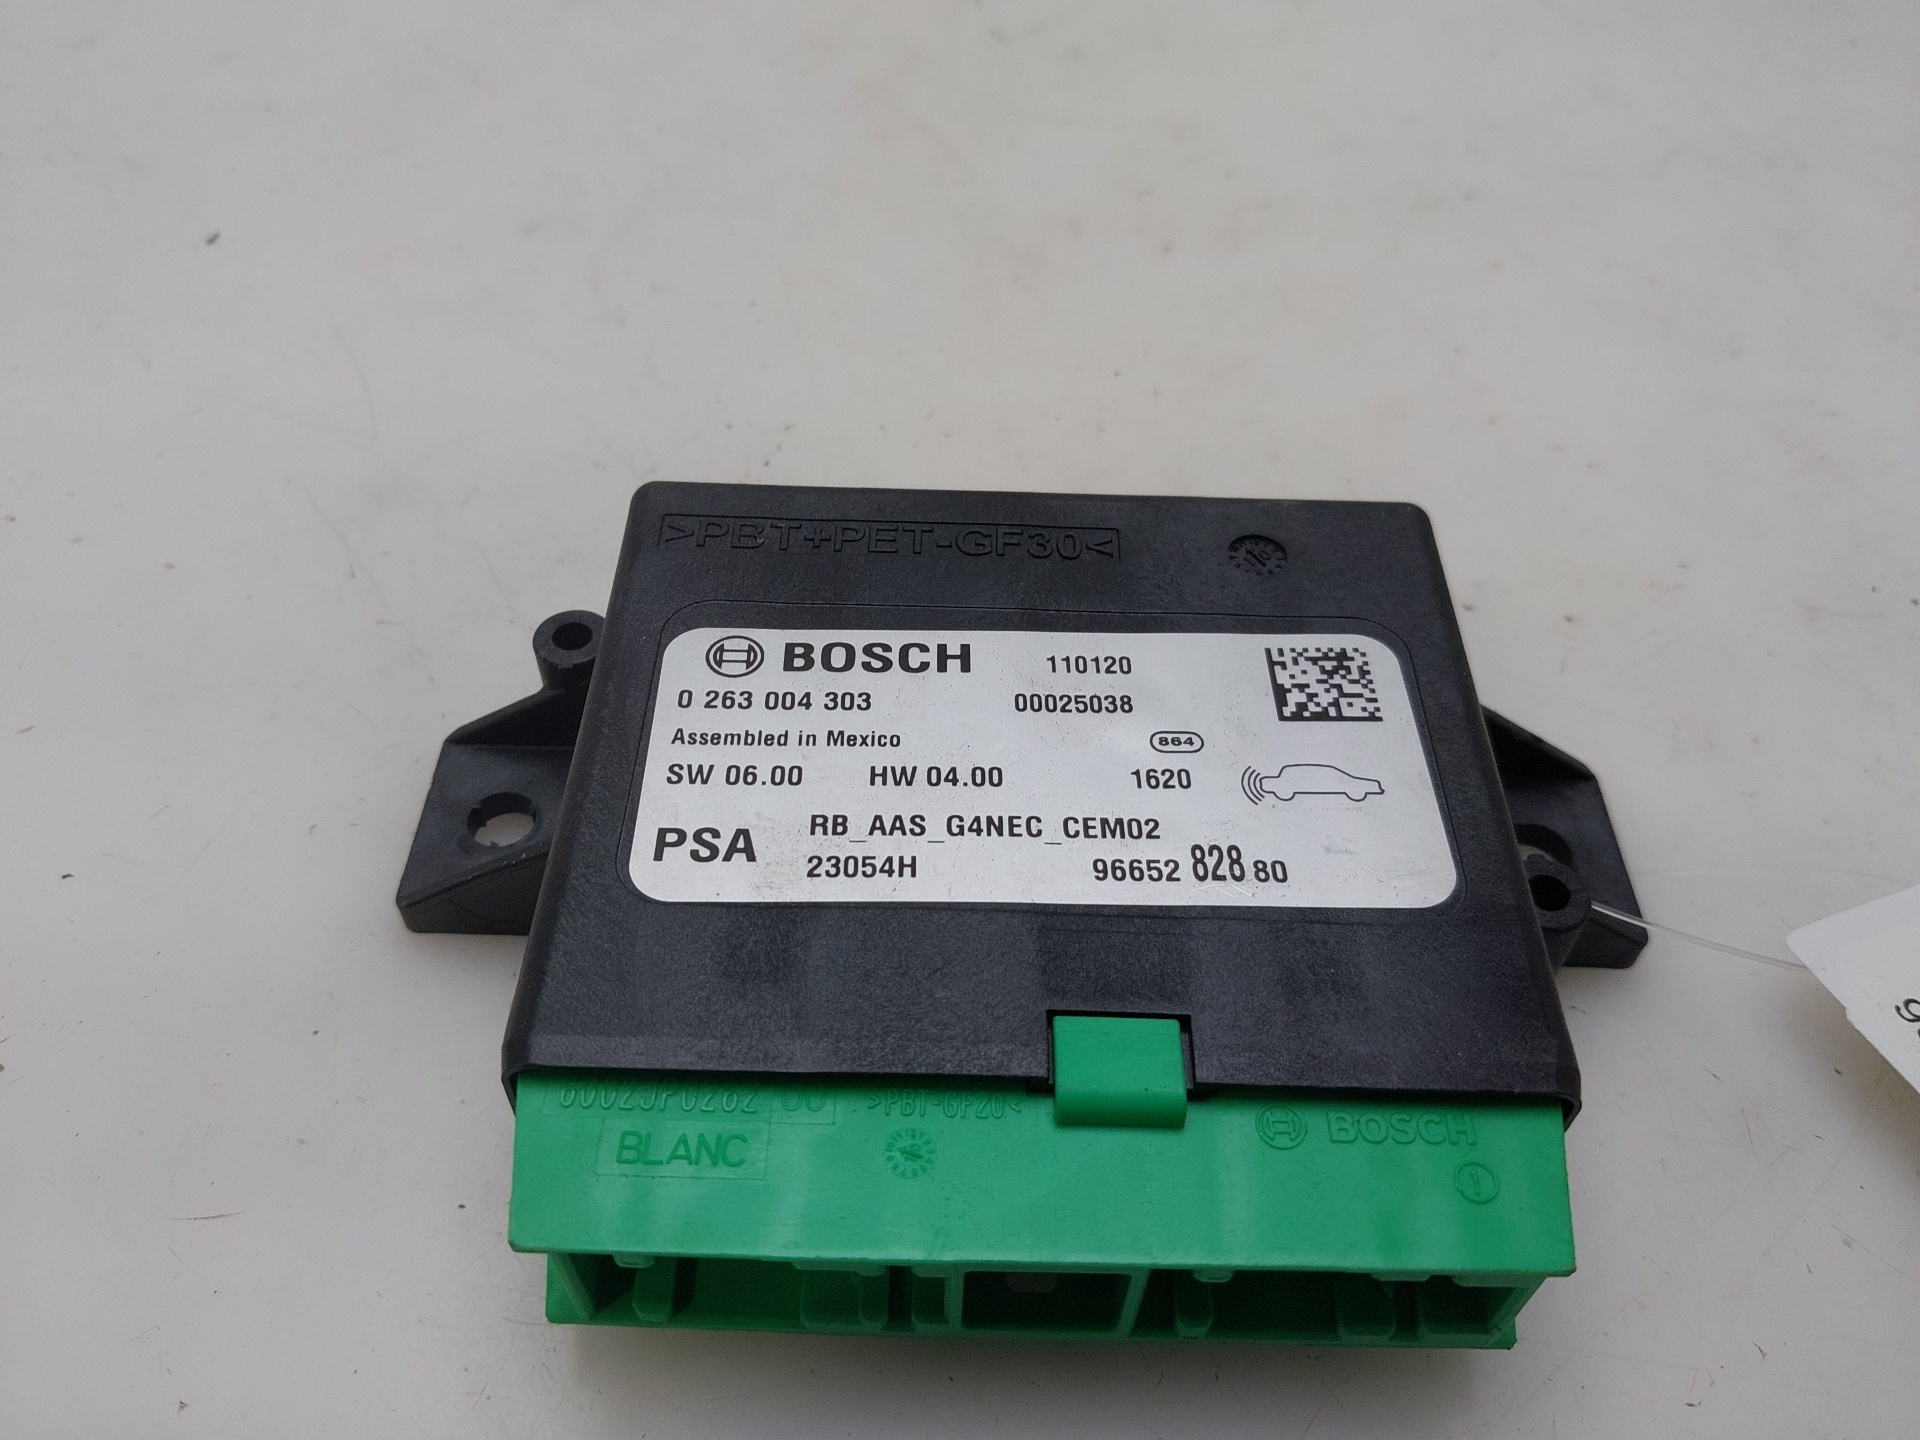 >PBT+PET-GF30<
BOSCH 110120
0 263 004 303 00025038
Assembled in Mexico 864
SW 06.00 HW 04.00 1620
RB_AAS_G4NEC_CEM02
PSA 23054H 96652 828 80
>PBT-GF20<
BLANC
BOSCH
1